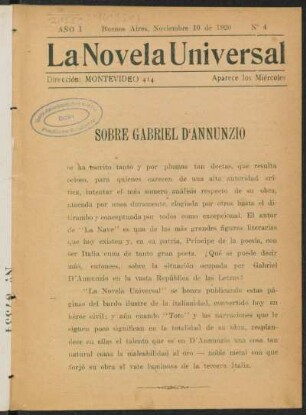 AÑO I Buenos Aires, Noviembre 10 de 1920 N° 4
La Novela Universal
Dirección: MONTEVIDEO 414 Aparece los Miércoles
SOBRE GABRIEL D'ANNUNZIO
se ha escrito tanto y por plumas tan doctas, que resulta
ocioso, para quienes carecen de una alta autoridad crí-
tica, intentar el más somero análisis respecto de su obra,
atacada por unos duramente, elogiada por otros hasta el di-
tirambo y conceptuada por todos como excepcional. El autor
de "La Nave" es uno de las más grandes figuras literarias
que hoy existen y, en su patria, Príncipe de la poesía, con
ser Italia cuna de tanto gran poeta. ¿Qué se puede decir
más, entonces, sobre la situación ocupada por Gabriel
D'Annunzio en la vasta República de las Letras?
"La Novela Universal" se honra publicando estas pá-
ginas del bardo ilustre de la italianidad, convertido hoy en
héroe civil; y aún cuando "Toto" y las narraciones que le
siguen poco significan en la totalidad de su obra, resplan-
dece en ellas el talento que es en D'Annunzio una cosa tan
natural como la maleabilidad al oro — noble metal con que
forjó su obra el vate luminoso de la tercera Italia.